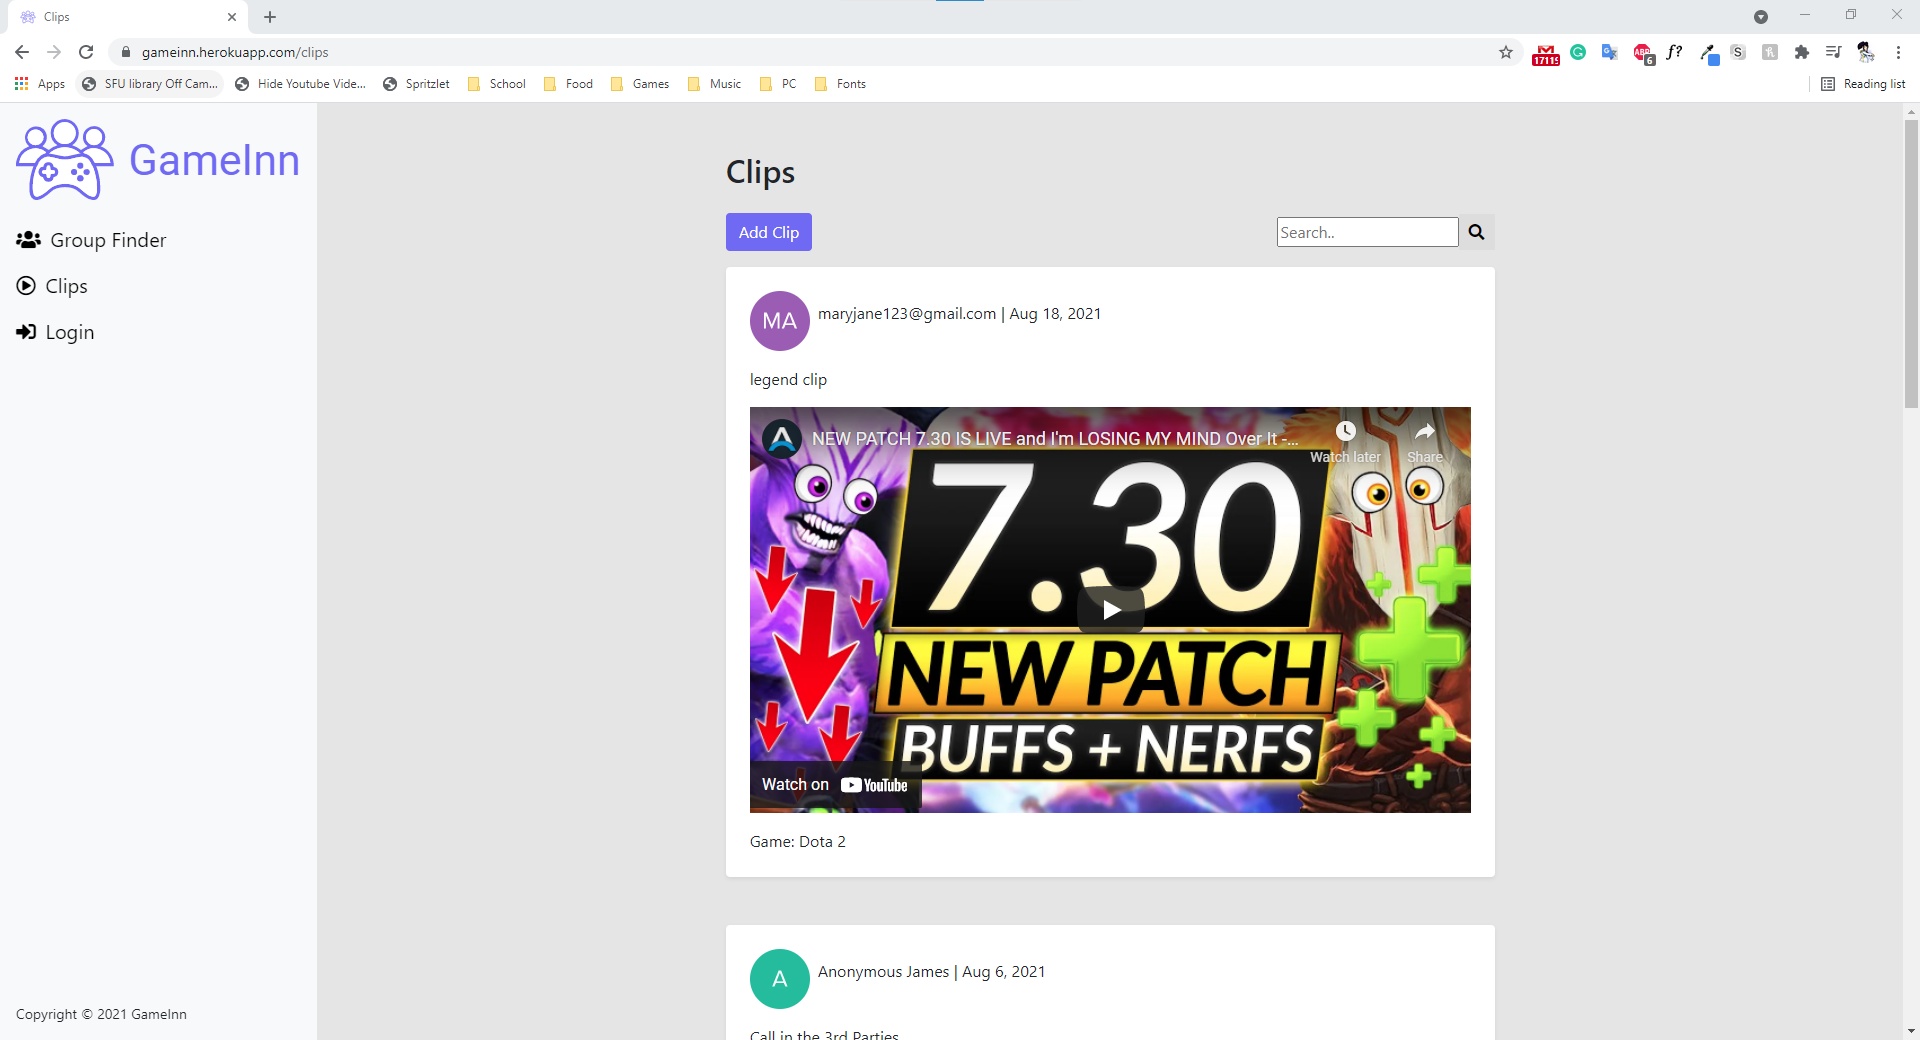 Clips
gameinn.herokuapp.com/clips
17115
ABP
6
f?
S
Apps
SFU library Off Cam...
Hide Youtube Vide...
Spritzlet
School
Food
Games
Music
PC
Fonts
Reading list
GameInn
Group Finder
Clips
Login
Copyright © 2021 GameInn
Clips
Add Clip
Search..
MA
maryjane123@gmail.com | Aug 18, 2021
legend clip
NEW PATCH 7.30 IS LIVE and I'm LOSING MY MIND Over It -...
Watch later
Share
7.30
NEW PATCH
BUFFS + NERFS
Watch on YouTube
Game: Dota 2
A
Anonymous James | Aug 6, 2021
Call in the 3rd Parties